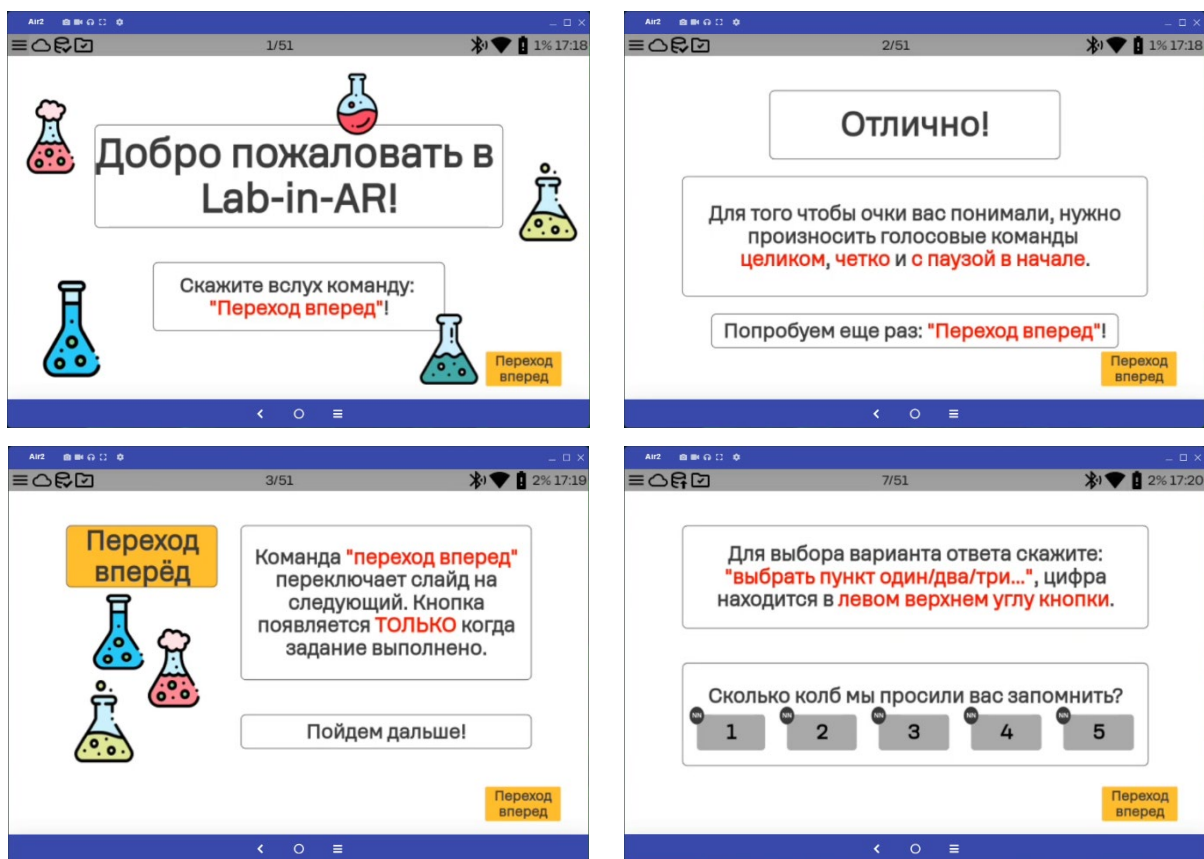 Air2
1/51
1% 17:18
Добро пожаловать в
Lab-in-AR!
Скажите вслух команду:
"Переход вперед"!
Переход
вперед
Air2
2/51
1% 17:18
Отлично!
Для того чтобы очки вас понимали, нужно
произносить голосовые команды
целиком, четко и с паузой в начале.
Попробуем еще раз: "Переход вперед"!
Переход
вперед
Air2
3/51
2% 17:19
Переход
вперёд
Команда "переход вперед"
переключает слайд на
следующий. Кнопка
появляется ТОЛЬКО когда
задание выполнено.
Пойдем дальше!
Переход
вперед
Air2
7/51
2% 17:20
Для выбора варианта ответа скажите:
"выбрать пункт один/два/три...", цифра
находится в левом верхнем углу кнопки.
Сколько колб мы просили вас запомнить?
NN NN NN NN NN
1 2 3 4 5
Переход
вперед